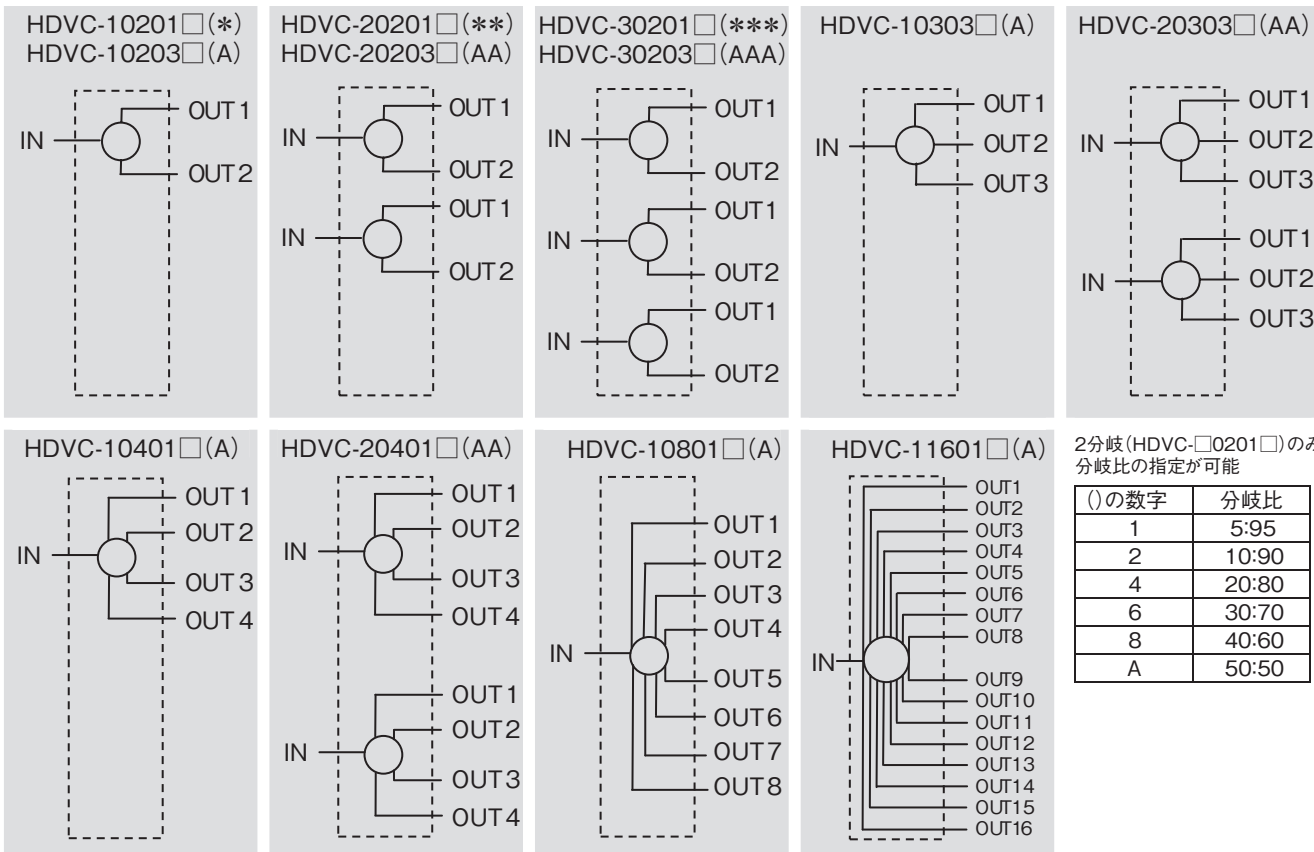 HDVC-10201□(*)
HDVC-10203□(A)
IN
OUT1
OUT2
HDVC-20201□(**)
HDVC-20203□(AA)
IN
OUT1
OUT2
IN
OUT1
OUT2
HDVC-30201□(***)
HDVC-30203□(AAA)
IN
OUT1
OUT2
IN
OUT1
OUT2
IN
OUT1
OUT2
HDVC-10303□(A)
IN
OUT1
OUT2
OUT3
HDVC-20303□(AA)
IN
OUT1
OUT2
OUT3
IN
OUT1
OUT2
OUT3
HDVC-10401□(A)
IN
OUT1
OUT2
OUT3
OUT4
HDVC-20401□(AA)
IN
OUT1
OUT2
OUT3
OUT4
IN
OUT1
OUT2
OUT3
OUT4
HDVC-10801□(A)
IN
OUT1
OUT2
OUT3
OUT4
OUT5
OUT6
OUT7
OUT8
HDVC-11601□(A)
IN
OUT1
OUT2
OUT3
OUT4
OUT5
OUT6
OUT7
OUT8
OUT9
OUT10
OUT11
OUT12
OUT13
OUT14
OUT15
OUT16
2分岐(HDVC-□0201□)のみ
分岐比の指定が可能
()の数字 分岐比
1 5:95
2 10:90
4 20:80
6 30:70
8 40:60
A 50:50